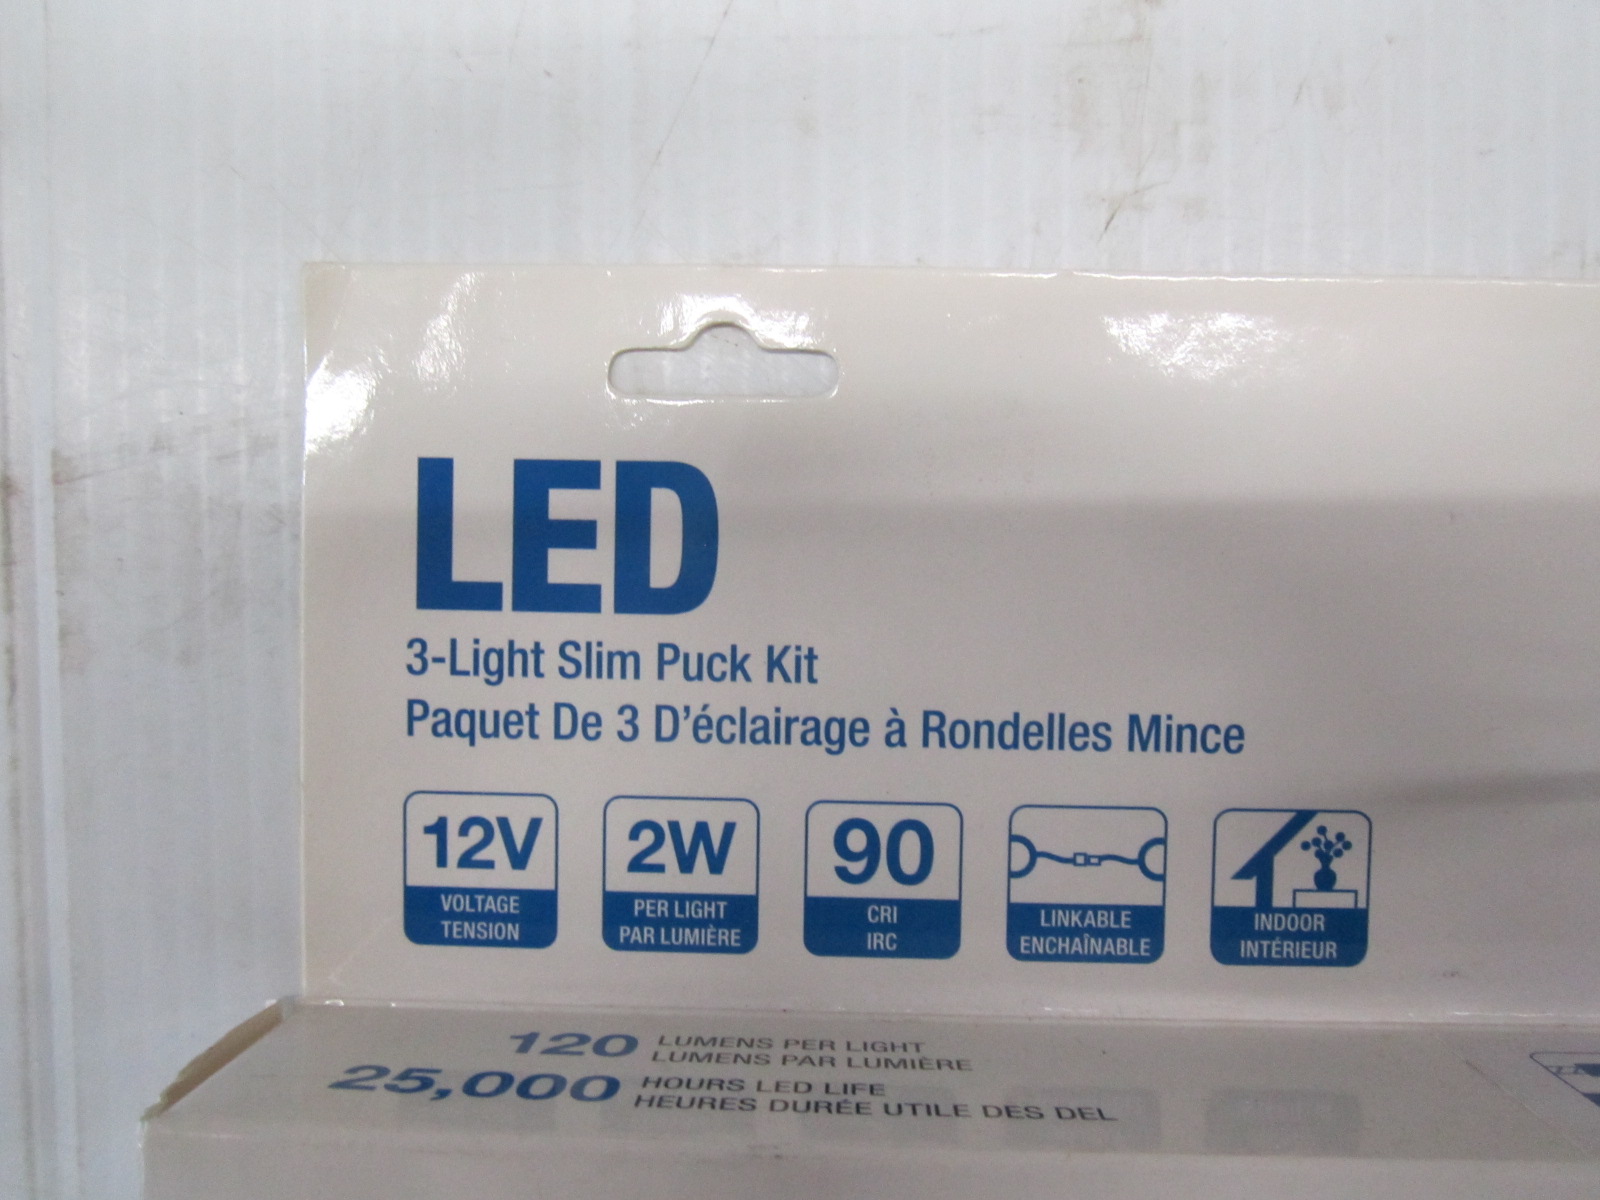 LED
3-Light Slim Puck Kit
Paquet De 3 D'éclairage à Rondelles Mince
12V
VOLTAGE
TENSION
2W
PER LIGHT
PAR LUMIÈRE
90
CRI
IRC
LINKABLE
ENCHAÎNABLE
INDOOR
INTÉRIEUR
120 LUMENS PER LIGHT
LUMENS PAR LUMIÈRE
25,000 HOURS LED LIFE
HEURES DURÉE UTILE DES DEL